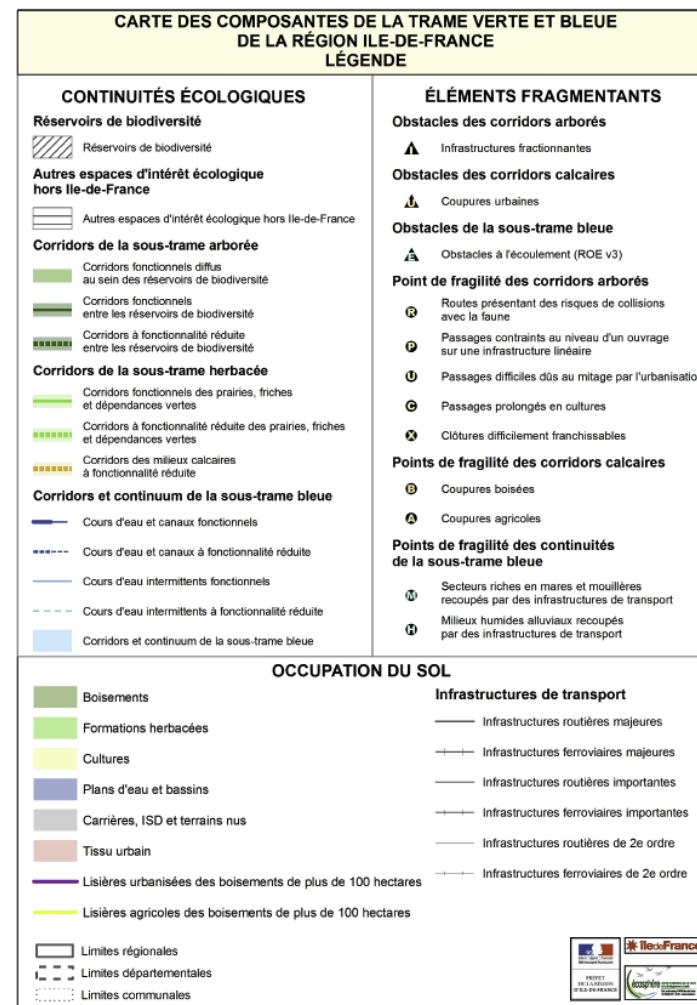 CARTE DES COMPOSANTES DE LA TRAME VERTE ET BLEUE
DE LA RÉGION ILE-DE-FRANCE
LÉGENDE
CONTINUITÉS ÉCOLOGIQUES
Réservoirs de biodiversité
Réservoirs de biodiversité
Autres espaces d'intérêt écologique
hors Ile-de-France
Autres espaces d'intérêt écologique hors Ile-de-France
Corridors de la sous-trame arborée
Corridors fonctionnels diffus
au sein des réservoirs de biodiversité
Corridors fonctionnels
entre les réservoirs de biodiversité
Corridors à fonctionnalité réduite
entre les réservoirs de biodiversité
Corridors de la sous-trame herbacée
Corridors fonctionnels des prairies, friches
et dépendances vertes
Corridors à fonctionnalité réduite des prairies, friches
et dépendances vertes
Corridors des milieux calcaires
à fonctionnalité réduite
Corridors et continuum de la sous-trame bleue
Cours d'eau et canaux fonctionnels
Cours d'eau et canaux à fonctionnalité réduite
Cours d'eau intermittents fonctionnels
Cours d'eau intermittents à fonctionnalité réduite
Corridors et continuum de la sous-trame bleue
ÉLÉMENTS FRAGMENTANTS
Obstacles des corridors arborés
I Infrastructures fractionnantes
Obstacles des corridors calcaires
U Coupures urbaines
Obstacles de la sous-trame bleue
E Obstacles à l'écoulement (ROE v3)
Point de fragilité des corridors arborés
R Routes présentant des risques de collisions
avec la faune
P Passages contraints au niveau d'un ouvrage
sur une infrastructure linéaire
U Passages difficiles dûs au mitage par l'urbanisatio
C Passages prolongés en cultures
X Clôtures difficilement franchissables
Points de fragilité des corridors calcaires
B Coupures boisées
A Coupures agricoles
Points de fragilité des continuités
de la sous-trame bleue
M Secteurs riches en mares et mouillères
recoupés par des infrastructures de transport
H Milieux humides alluviaux recoupés
par des infrastructures de transport
OCCUPATION DU SOL
Boisements
Formations herbacées
Cultures
Plans d'eau et bassins
Carrières, ISD et terrains nus
Tissu urbain
Lisières urbanisées des boisements de plus de 100 hectares
Lisières agricoles des boisements de plus de 100 hectares
Limites régionales
Limites départementales
Limites communales
Infrastructures de transport
Infrastructures routières majeures
Infrastructures ferroviaires majeures
Infrastructures routières importantes
Infrastructures ferroviaires importantes
Infrastructures routières de 2e ordre
Infrastructures ferroviaires de 2e ordre
PRÉFET
DE LA RÉGION
D'ILE-DE-FRANCE
îledeFrance
écosphère